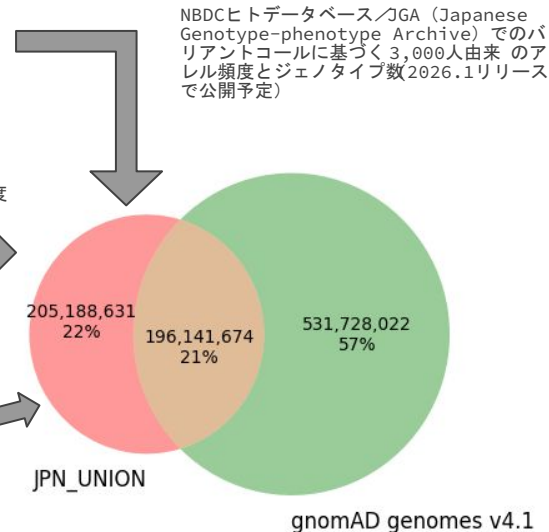 NBDCヒトデータベース/JGA（Japanese
Genotype-phenotype Archive）でのバ
リアントコールに基づく3,000人由来 のア
レル頻度とジェノタイプ数(2026.1リリース
で公開予定）
度
205,188,631
22%
196,141,674
21%
531,728,022
57%
JPN_UNION
gnomAD genomes v4.1